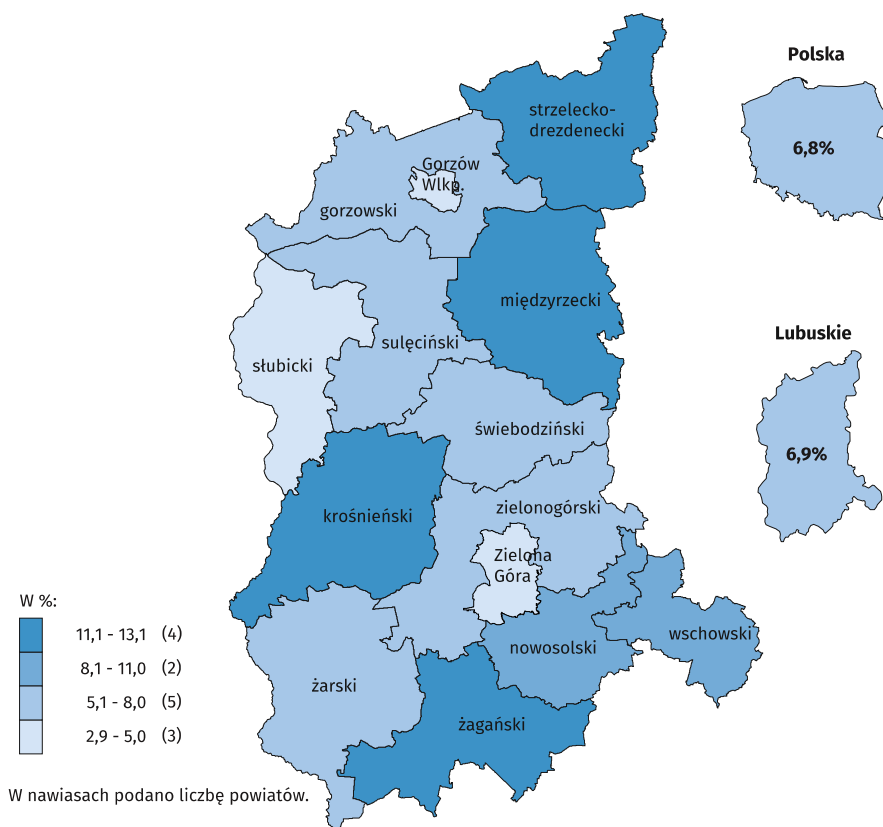 Polska
6,8%
strzelecko-
drezdenecki
Gorzów
Wlkp.
gorzowski
międzyrzecki
Lubuskie
6,9%
sulęciński
słubicki
świebodziński
zielonogórski
krośnieński
Zielona
Góra
wschowski
nowosolski
żarski
żagański
W %:
11,1 - 13,1 (4)
8,1 - 11,0 (2)
5,1 - 8,0 (5)
2,9 - 5,0 (3)
W nawiasach podano liczbę powiatów.